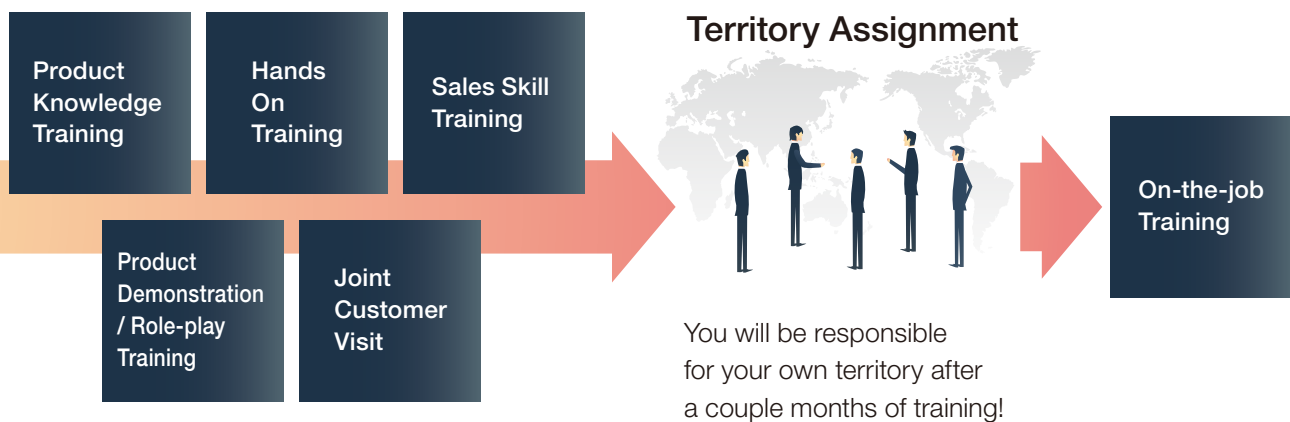 Product
Knowledge
Training
Hands
On
Training
Sales Skill
Training
Product
Demonstration
/ Role-play
Training
Joint
Customer
Visit
Territory Assignment
You will be responsible
for your own territory after
a couple months of training!
On-the-job
Training